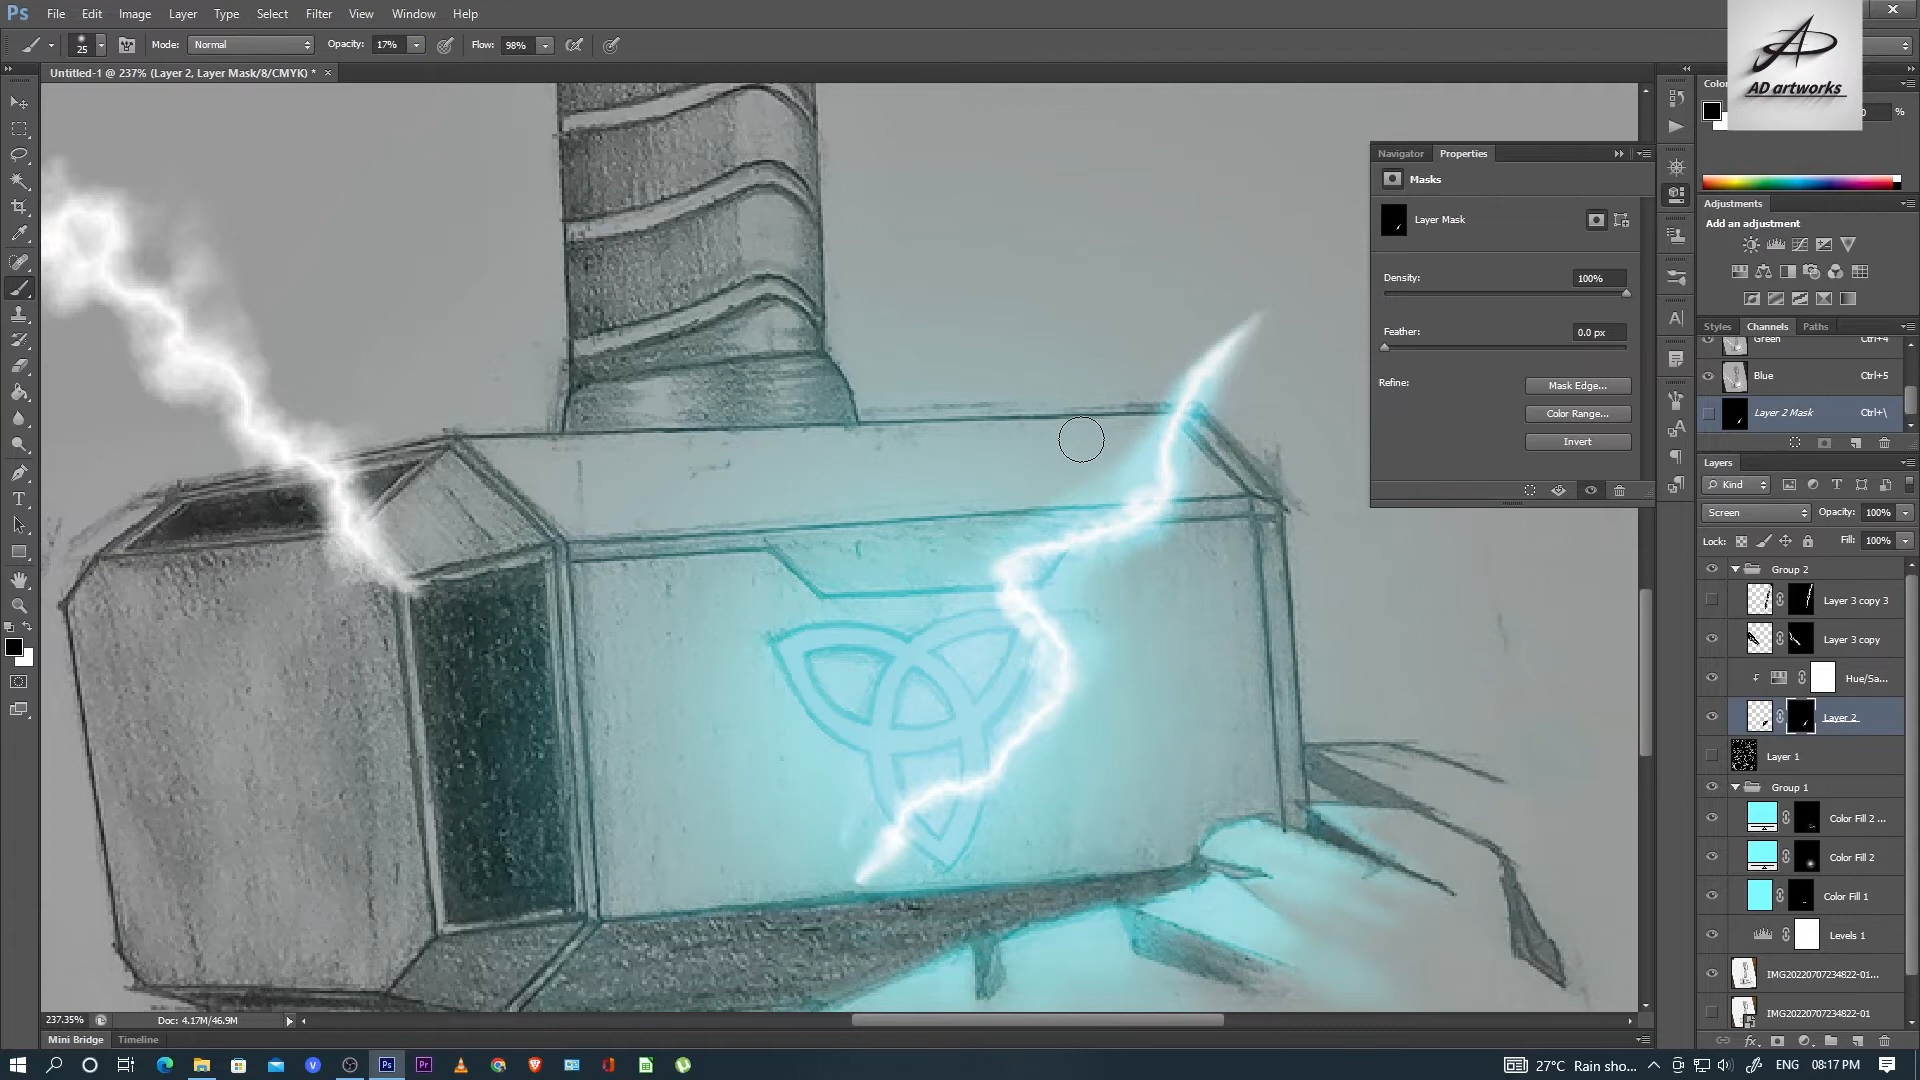 Ps File Edit Image Layer Type Select Filter View Window Help
25 Mode: Normal Opacity: 17% Flow: 98%
Untitled-1 @ 237% (Layer 2, Layer Mask/8/CMYK) * ×
AD artworks
%
Navigator Properties
Masks
Layer Mask
Density: 100%
Feather: 0.0 px
Refine: Mask Edge...
Color Range...
Invert
Adjustments
Add an adjustment
Styles Channels Paths
Green Ctrl+4
Blue Ctrl+5
Layer 2 Mask Ctrl+\
Layers
Kind
Screen Opacity: 100%
Lock: Fill: 100%
Group 2
Layer 3 copy 3
Layer 3 copy
Hue/Sa...
Layer 2
Layer 1
Group 1
Color Fill 2 ...
Color Fill 2
Color Fill 1
Levels 1
IMG20220707234822-01...
IMG20220707234822-01
237.35% Doc: 4.17M/46.9M
Mini Bridge Timeline
27°C Rain sho... ENG 08:17 PM